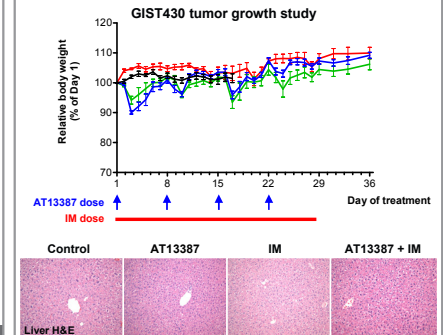 GIST430 tumor growth study
Relative body weight
(% of Day 1)
120
110
100
90
80
70
1 8 15 22 29 36
Day of treatment
AT13387 dose
IM dose
Control AT13387 IM AT13387 + IM
Liver H&E